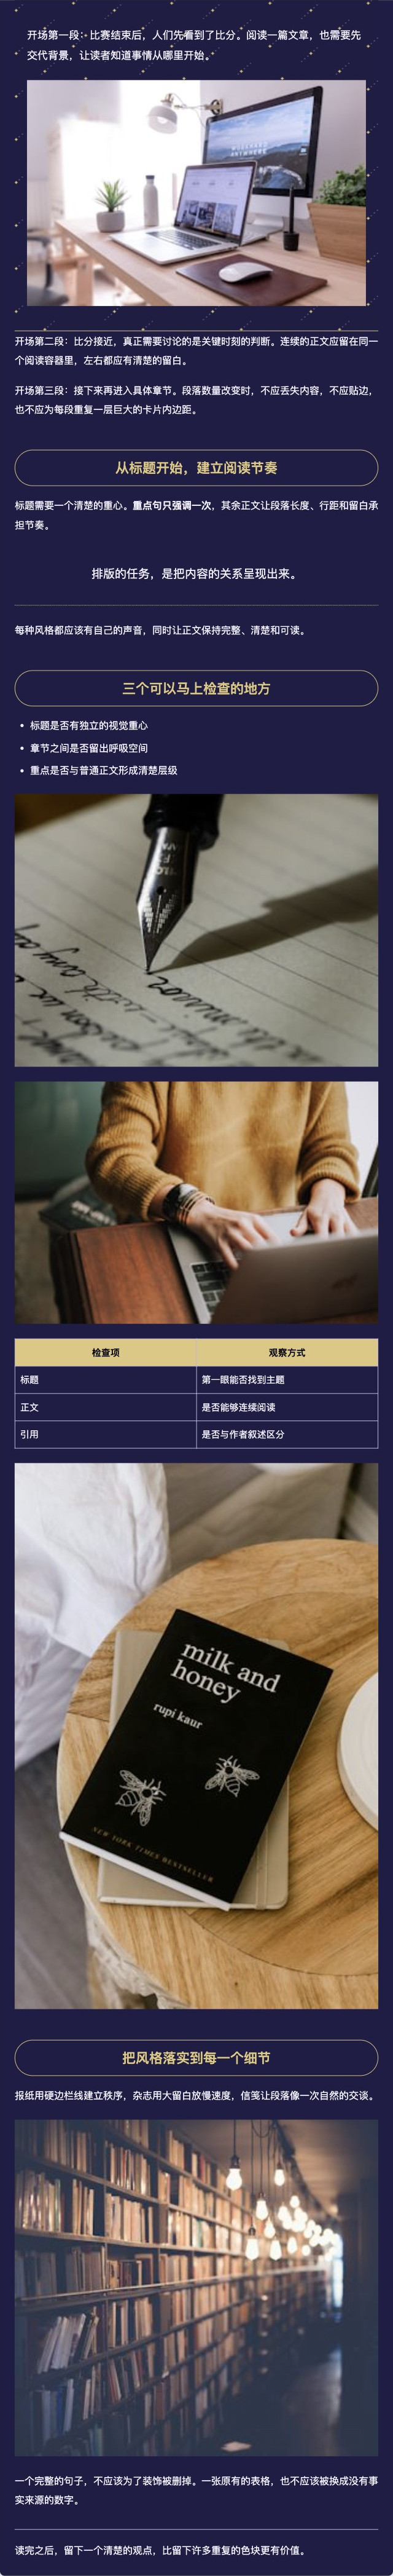 开场第一段：比赛结束后，人们先看到了比分。阅读一篇文章，也需要先
交代背景，让读者知道事情从哪里开始。
开场第二段：比分接近，真正需要讨论的是关键时刻的判断。连续的正文应留在同一
个阅读容器里，左右都应有清楚的留白。
开场第三段：接下来再进入具体章节。段落数量改变时，不应丢失内容，不应贴边，
也不应为每段重复一层巨大的卡片内边距。
从标题开始，建立阅读节奏
标题需要一个清楚的重心。重点句只强调一次，其余正文让段落长度、行距和留白承
担节奏。
排版的任务，是把内容的关系呈现出来。
每种风格都应该有自己的声音，同时让正文保持完整、清楚和可读。
三个可以马上检查的地方
• 标题是否有独立的视觉重心
• 章节之间是否留出呼吸空间
• 重点是否与普通正文形成清楚层级
检查项 观察方式
标题 第一眼能否找到主题
正文 是否能够连续阅读
引用 是否与作者叙述区分
milk and
honey
rupi kaur
NEW YORK TIMES BESTSELLER
把风格落实到每一个细节
报纸用硬边栏线建立秩序，杂志用大留白放慢速度，信笺让段落像一次自然的交谈。
一个完整的句子，不应该为了装饰被删掉。一张原有的表格，也不应该被换成没有事
实来源的数字。
读完之后，留下一个清楚的观点，比留下许多重复的色块更有价值。